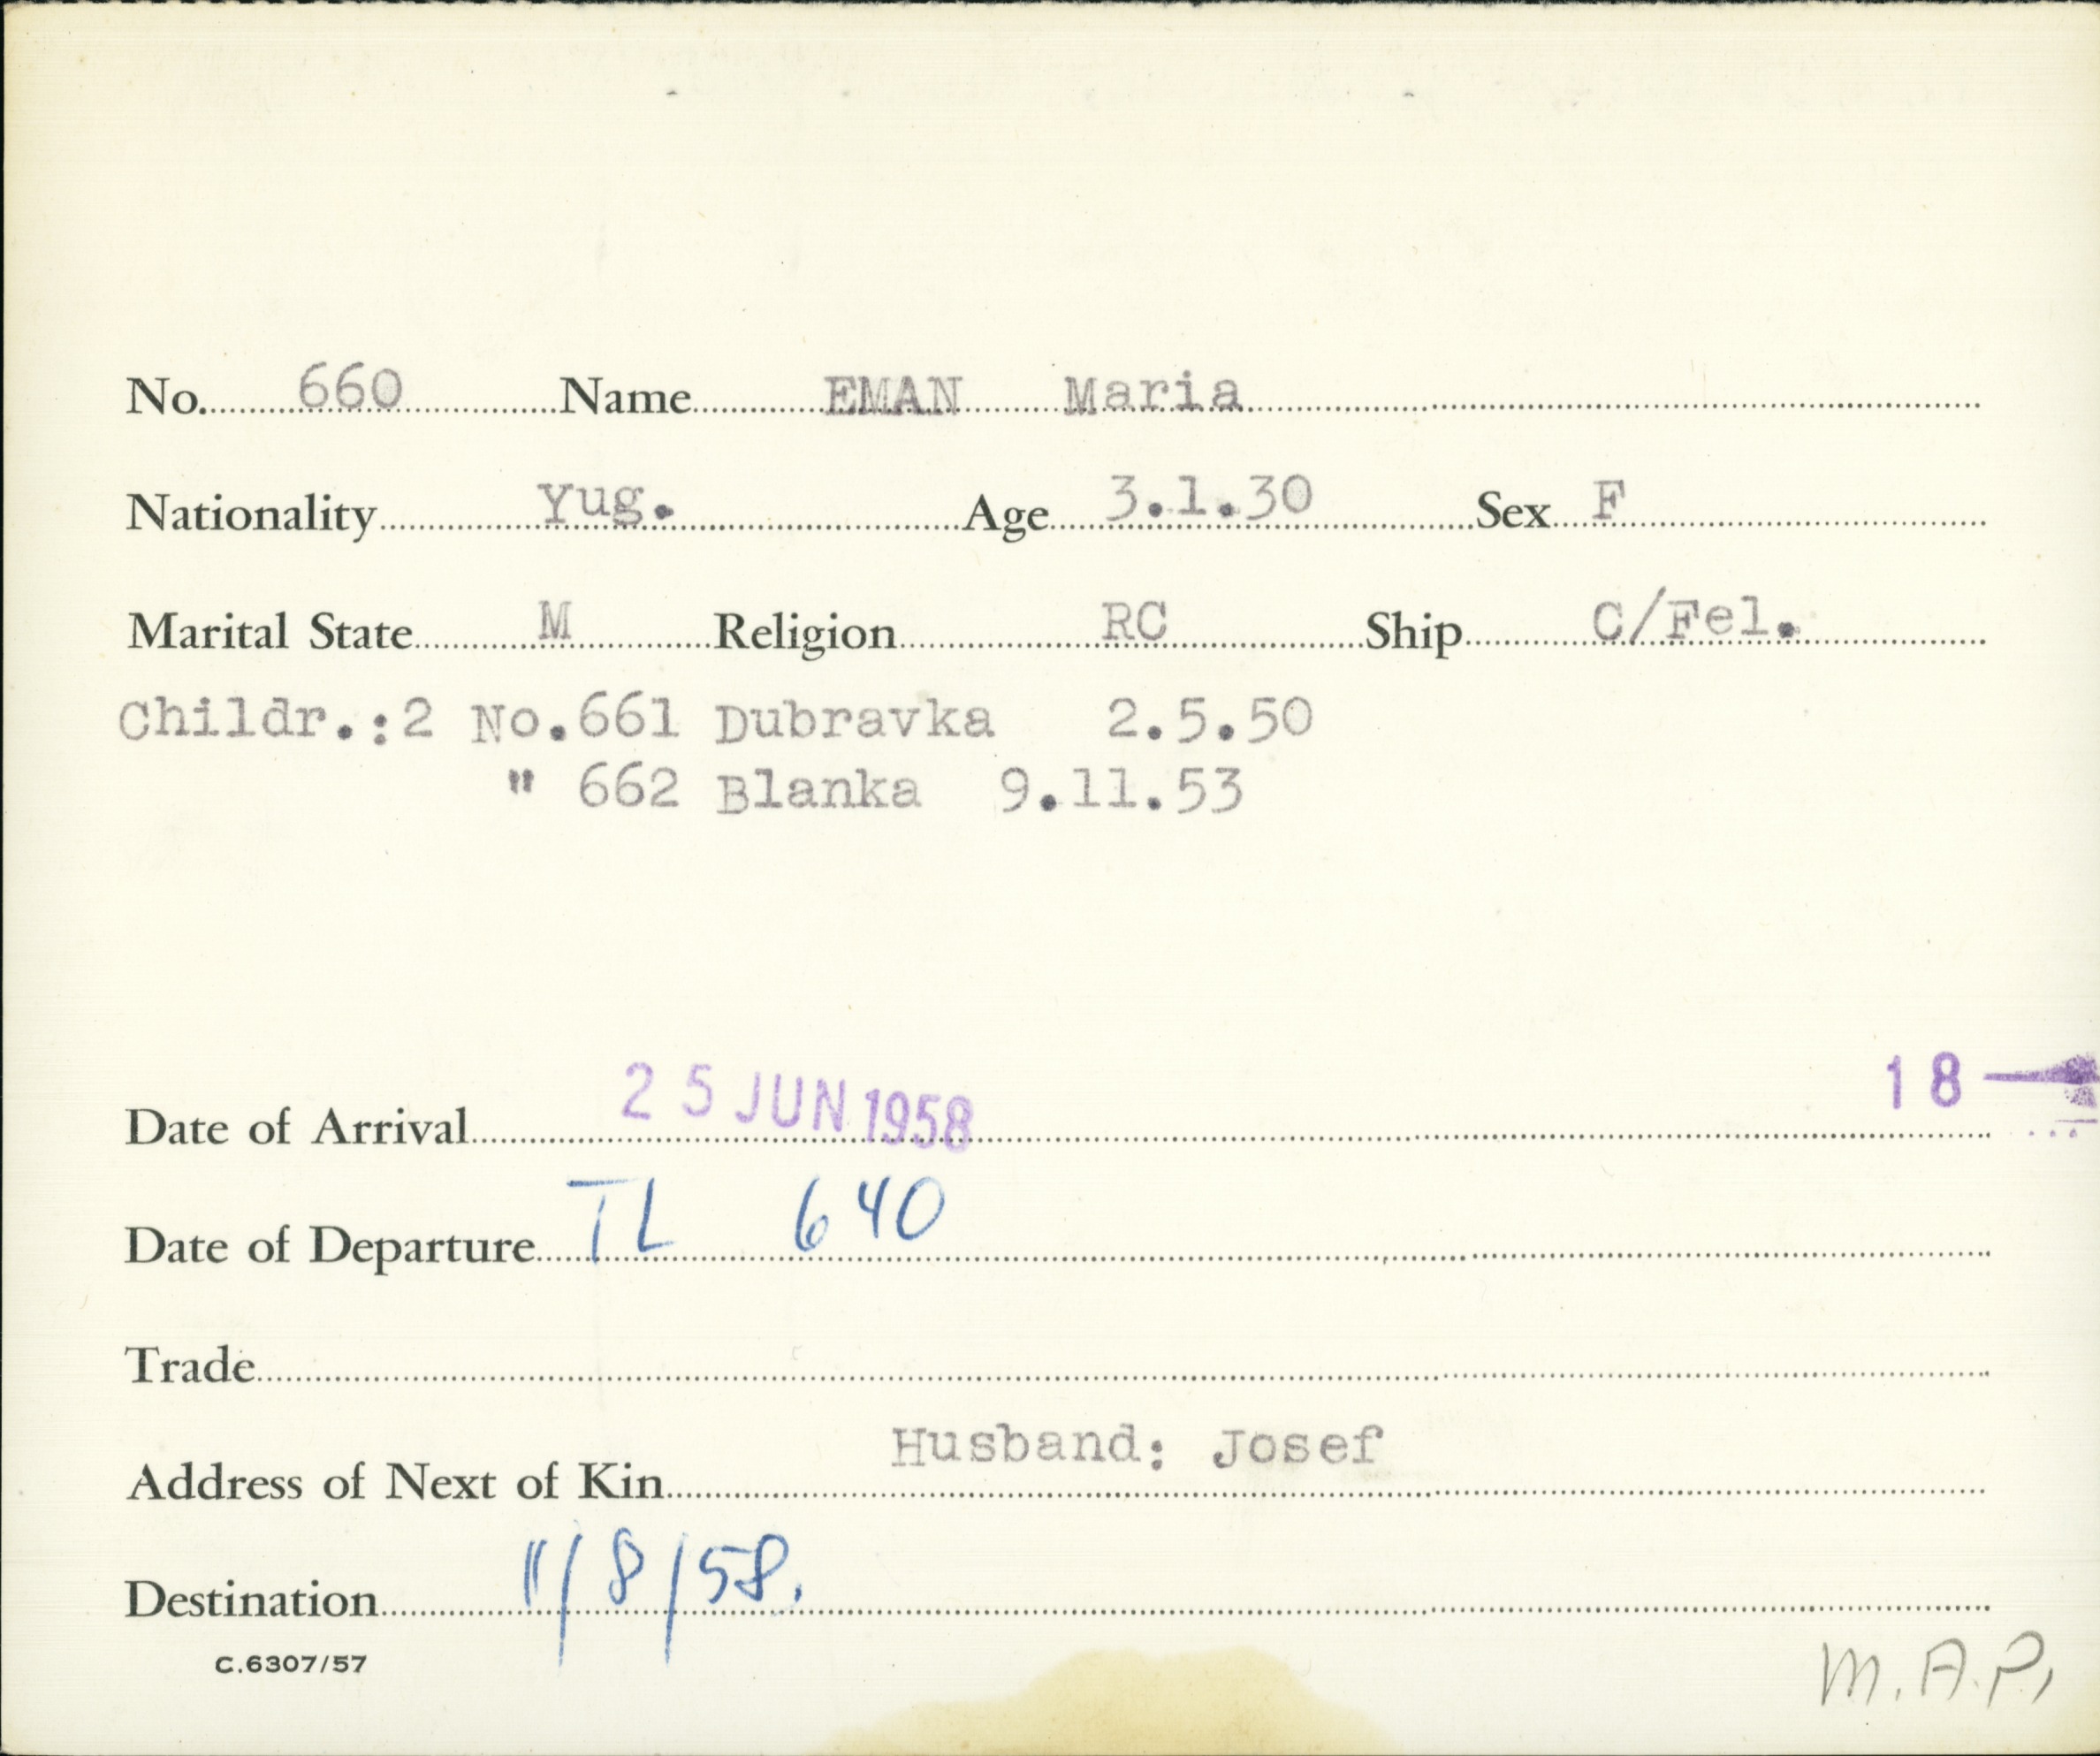 No. 660 Name EMAN Maria
Nationality Yug. Age 3.1.30 Sex F
Marital State M Religion RC Ship C/Fel.
Childr.:2 No.661 Dubravka 2.5.50
" 662 Blanka 9.11.53
18
Date of Arrival 25 JUN 1958
Date of Departure TL 640
Trade
Address of Next of Kin Husband: Josef
Destination 11/8/58.
C.6307/57
M.A.P.